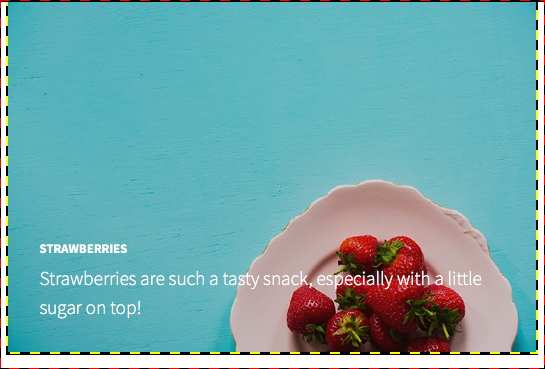 STRAWBERRIES
Strawberries are such a tasty snack, especially with a little
sugar on top!